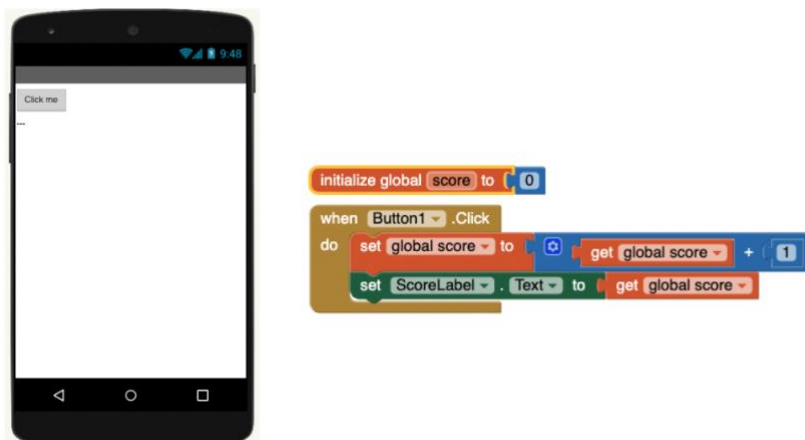 9:48
Click me
---
initialize global score to 0
when Button1 .Click
do set global score to get global score + 1
set ScoreLabel . Text to get global score